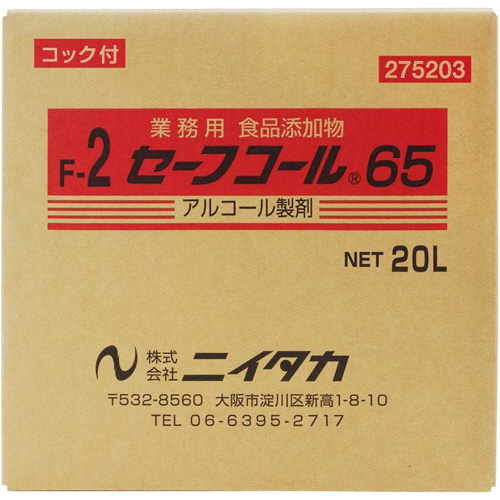 コック付
275203
業務用 食品添加物
F-2 セーフコール® 65
アルコール製剤
NET 20L
株式会社 ニイタカ
〒532-8560 大阪市淀川区新高1-8-10
TEL 06-6395-2717